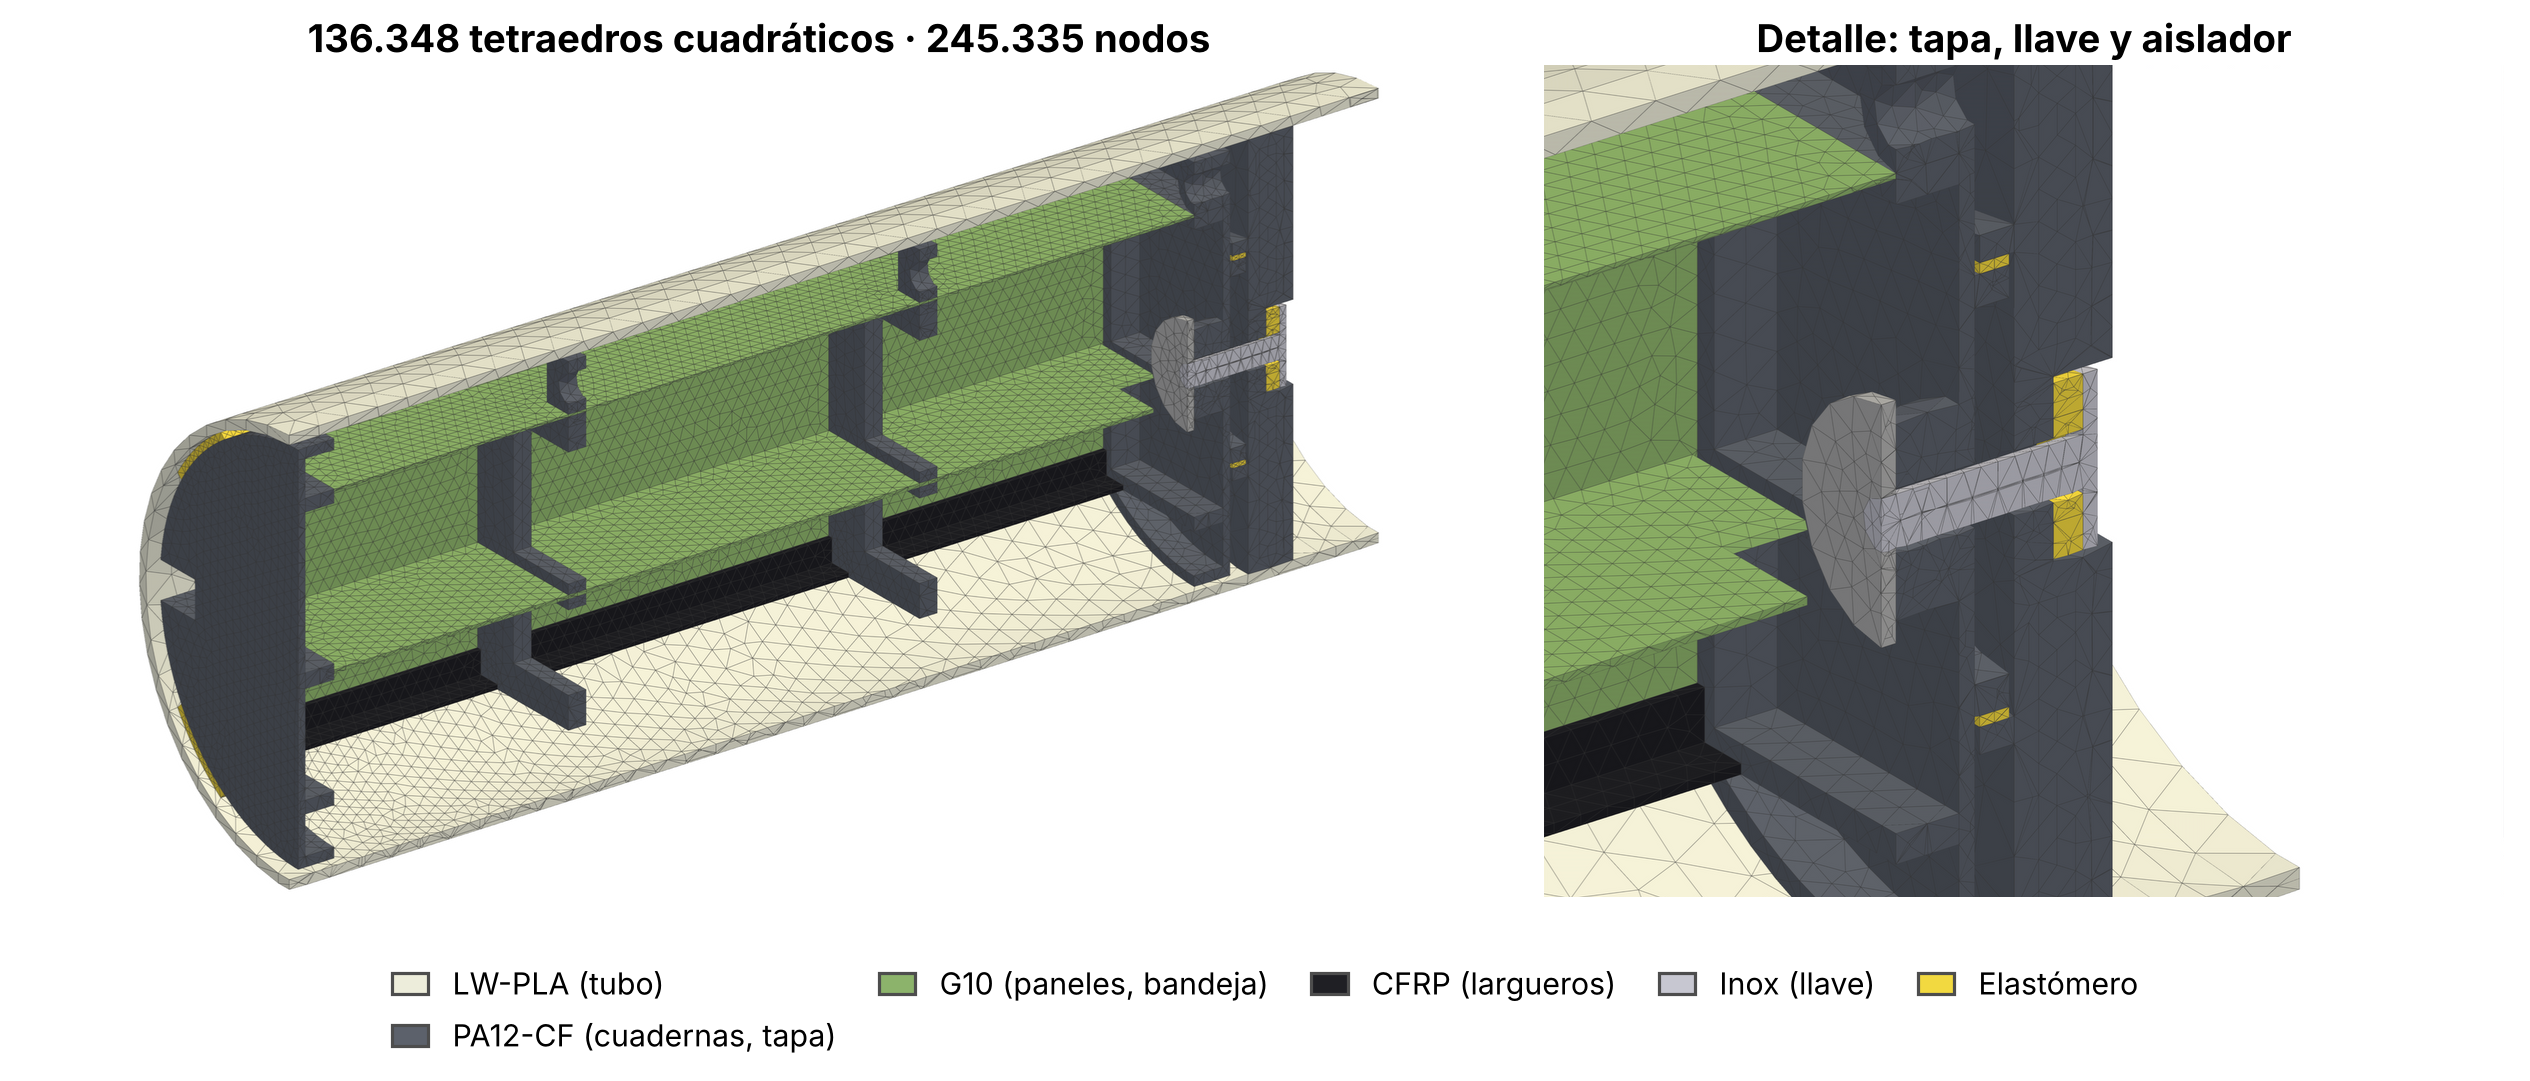 136.348 tetraedros cuadráticos · 245.335 nodos
Detalle: tapa, llave y aislador
LW-PLA (tubo)
G10 (paneles, bandeja)
CFRP (largueros)
Inox (llave)
Elastómero
PA12-CF (cuadernas, tapa)